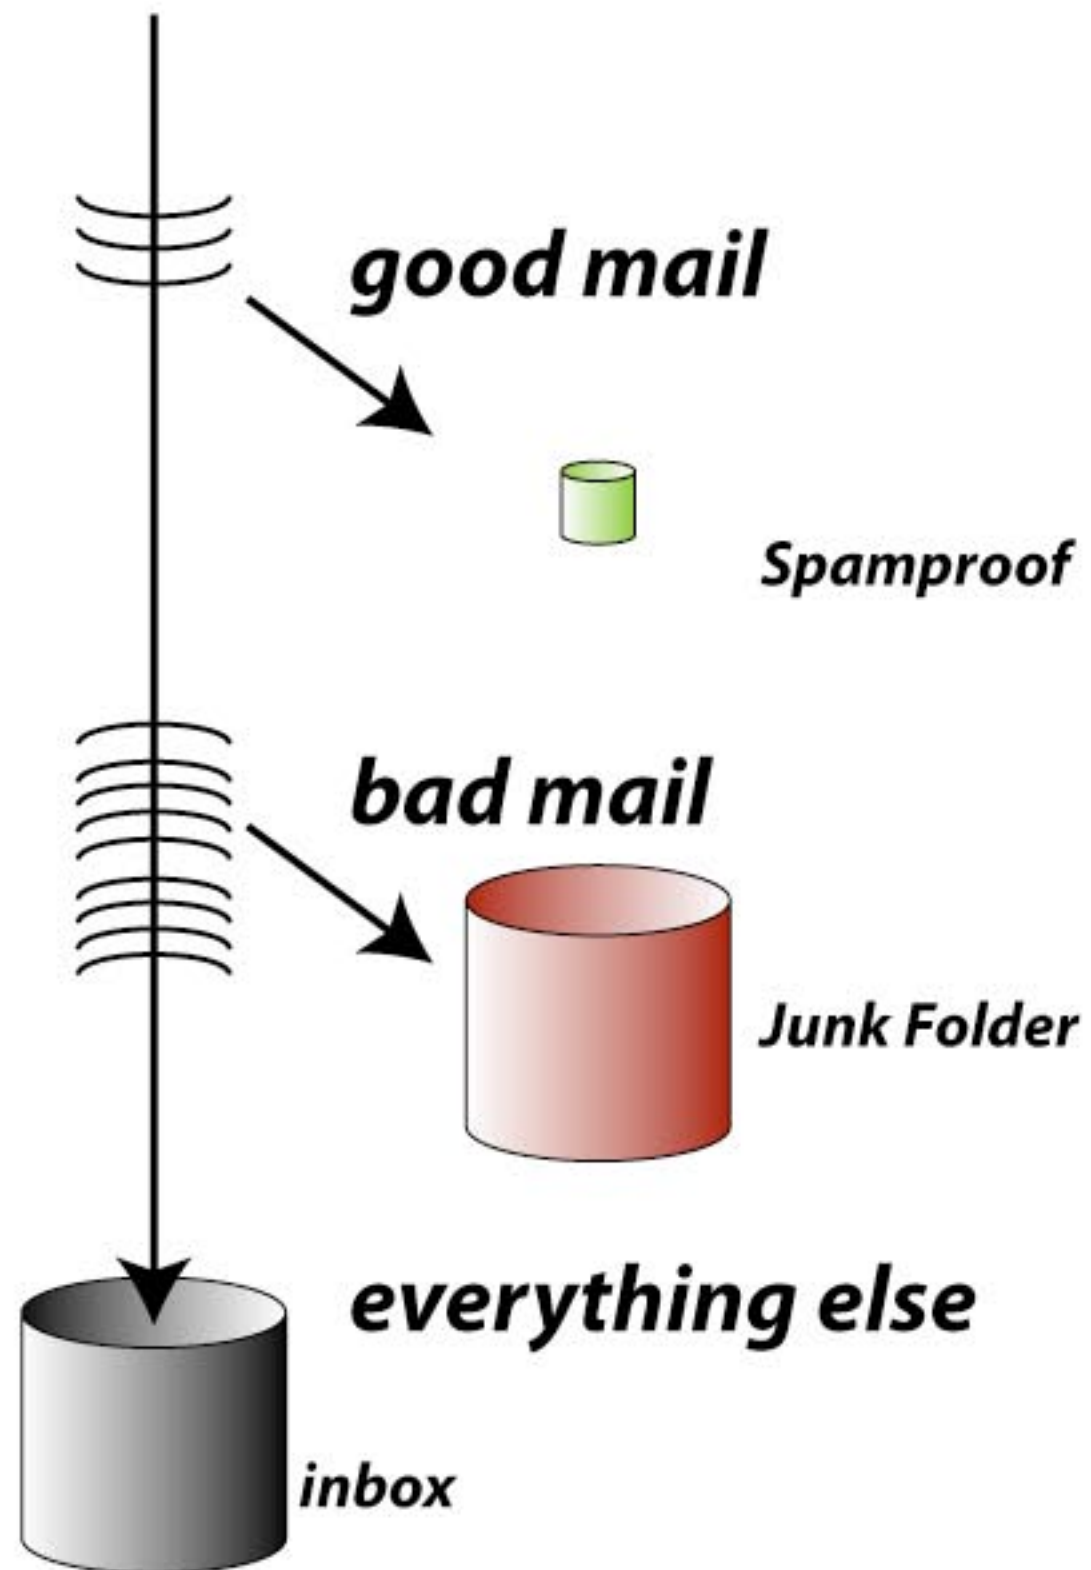 good mail
Spamproof
bad mail
Junk Folder
everything else
inbox